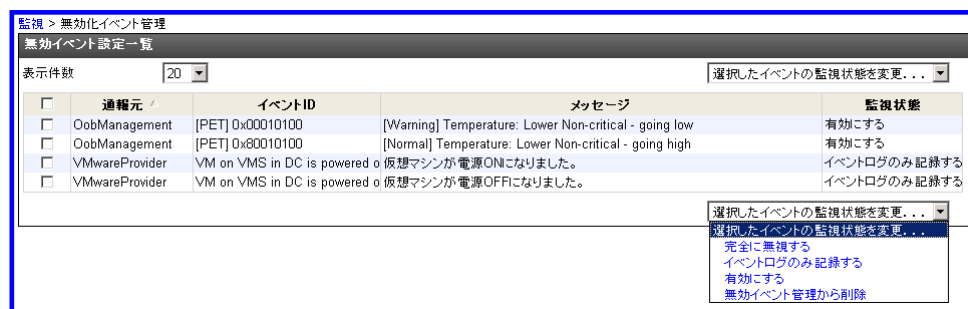 監視 > 無効化イベント管理
無効イベント設定一覧
表示件数 20 選択したイベントの監視状態を変更...
通報元 イベントID メッセージ 監視状態
OobManagement [PET] 0x00010100 [Warning] Temperature: Lower Non-critical - going low 有効にする
OobManagement [PET] 0x80010100 [Normal] Temperature: Lower Non-critical - going high 有効にする
VMwareProvider VM on VMS in DC is powered o 仮想マシンが電源ONになりました。 イベントログのみ記録する
VMwareProvider VM on VMS in DC is powered o 仮想マシンが電源OFFになりました。 イベントログのみ記録する
選択したイベントの監視状態を変更...
選択したイベントの監視状態を変更...
完全に無視する
イベントログのみ記録する
有効にする
無効イベント管理から削除